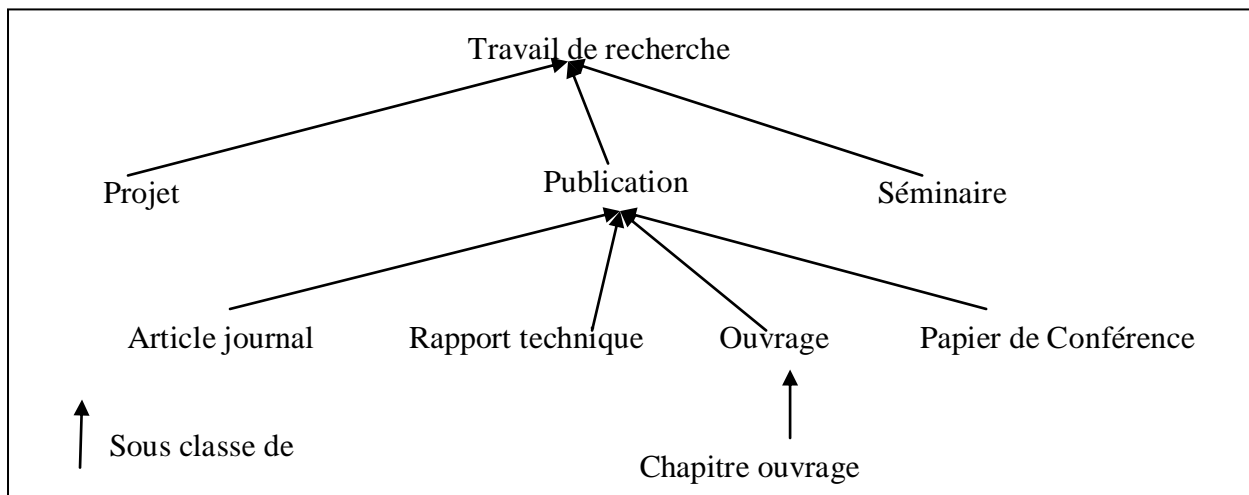 Travail de recherche
Projet
Publication
Séminaire
Article journal
Rapport technique
Ouvrage
Papier de Conférence
Sous classe de
Chapitre ouvrage